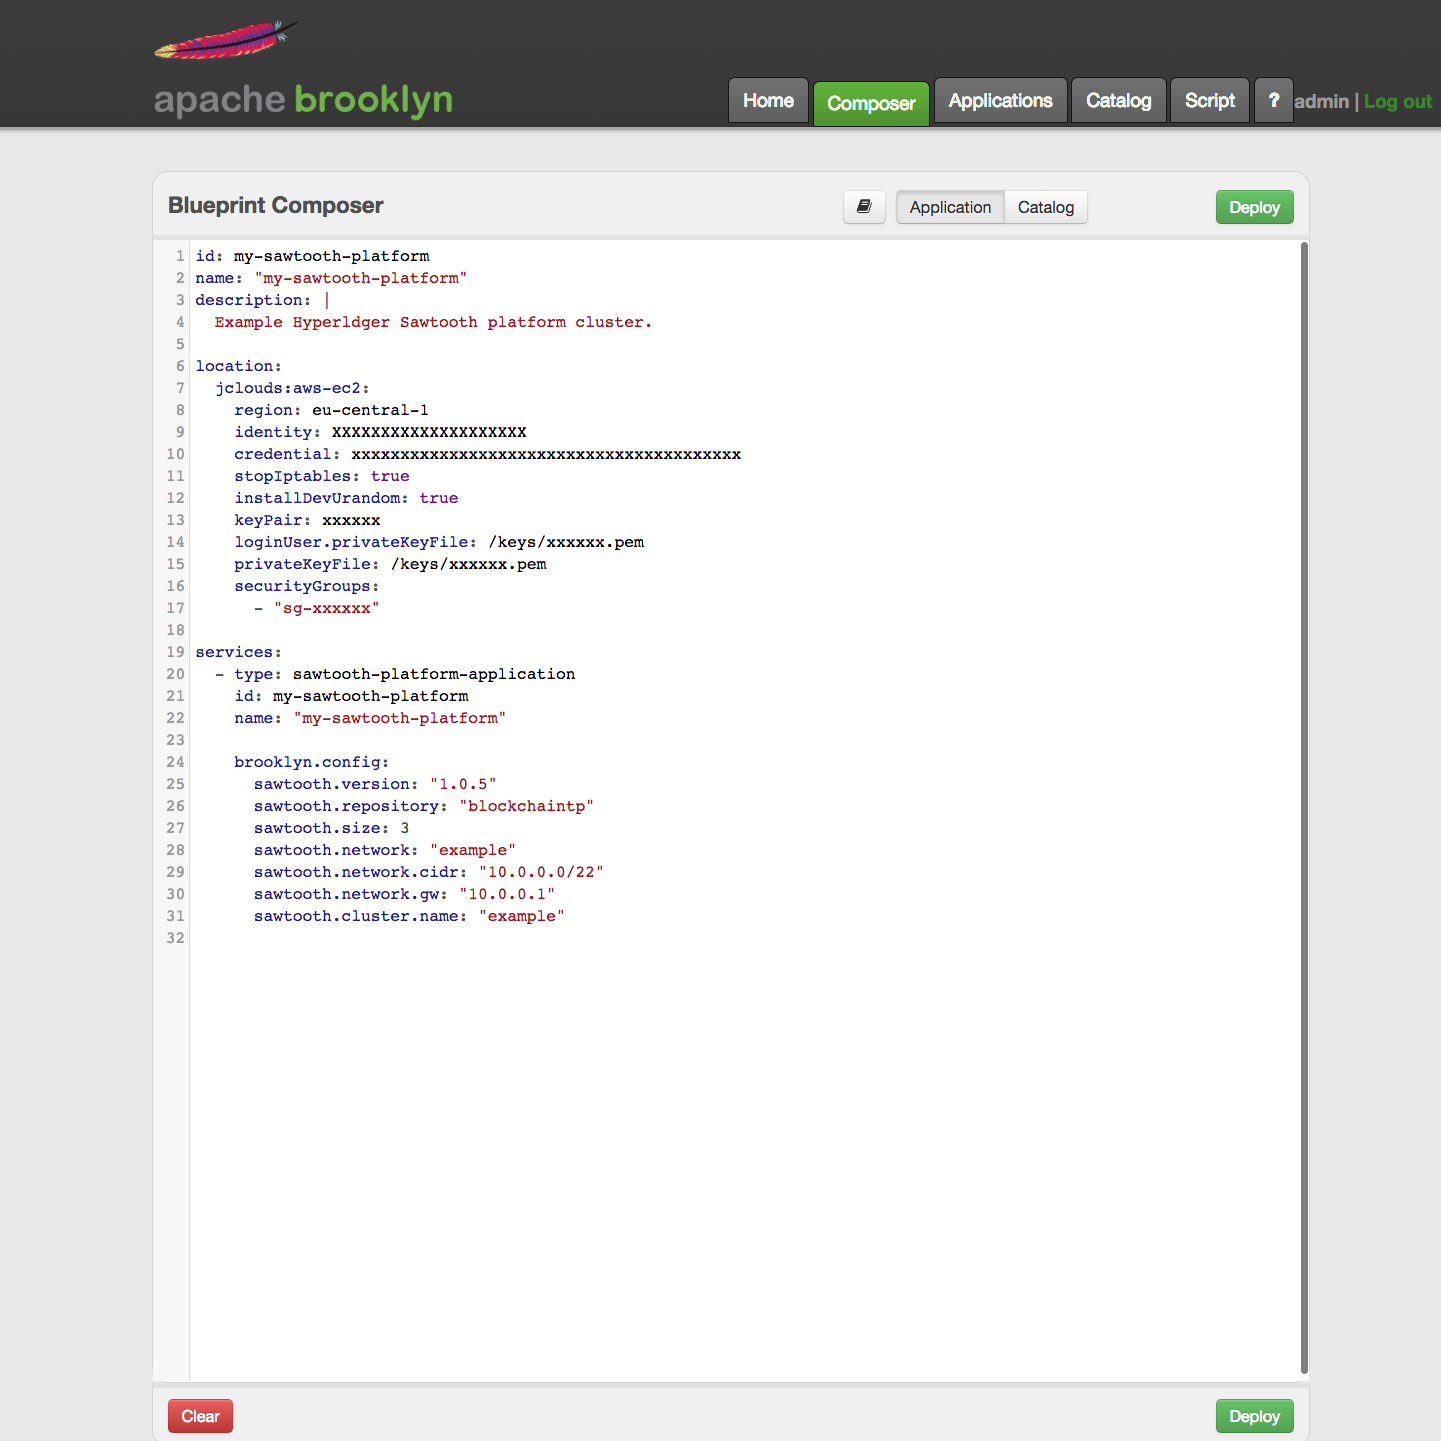 apache brooklyn
Home Composer Applications Catalog Script ? admin | Log out
Blueprint Composer Application Catalog Deploy
1 id: my-sawtooth-platform
2 name: "my-sawtooth-platform"
3 description: |
4   Example Hyperldger Sawtooth platform cluster.
5
6 location:
7   jclouds:aws-ec2:
8     region: eu-central-1
9     identity: XXXXXXXXXXXXXXXXXXXX
10     credential: xxxxxxxxxxxxxxxxxxxxxxxxxxxxxxxxxxxxxxxx
11     stopIptables: true
12     installDevUrandom: true
13     keyPair: xxxxxx
14     loginUser.privateKeyFile: /keys/xxxxxx.pem
15     privateKeyFile: /keys/xxxxxx.pem
16     securityGroups:
17       - "sg-xxxxxx"
18
19 services:
20   - type: sawtooth-platform-application
21     id: my-sawtooth-platform
22     name: "my-sawtooth-platform"
23
24     brooklyn.config:
25       sawtooth.version: "1.0.5"
26       sawtooth.repository: "blockchaintp"
27       sawtooth.size: 3
28       sawtooth.network: "example"
29       sawtooth.network.cidr: "10.0.0.0/22"
30       sawtooth.network.gw: "10.0.0.1"
31       sawtooth.cluster.name: "example"
32
Clear Deploy